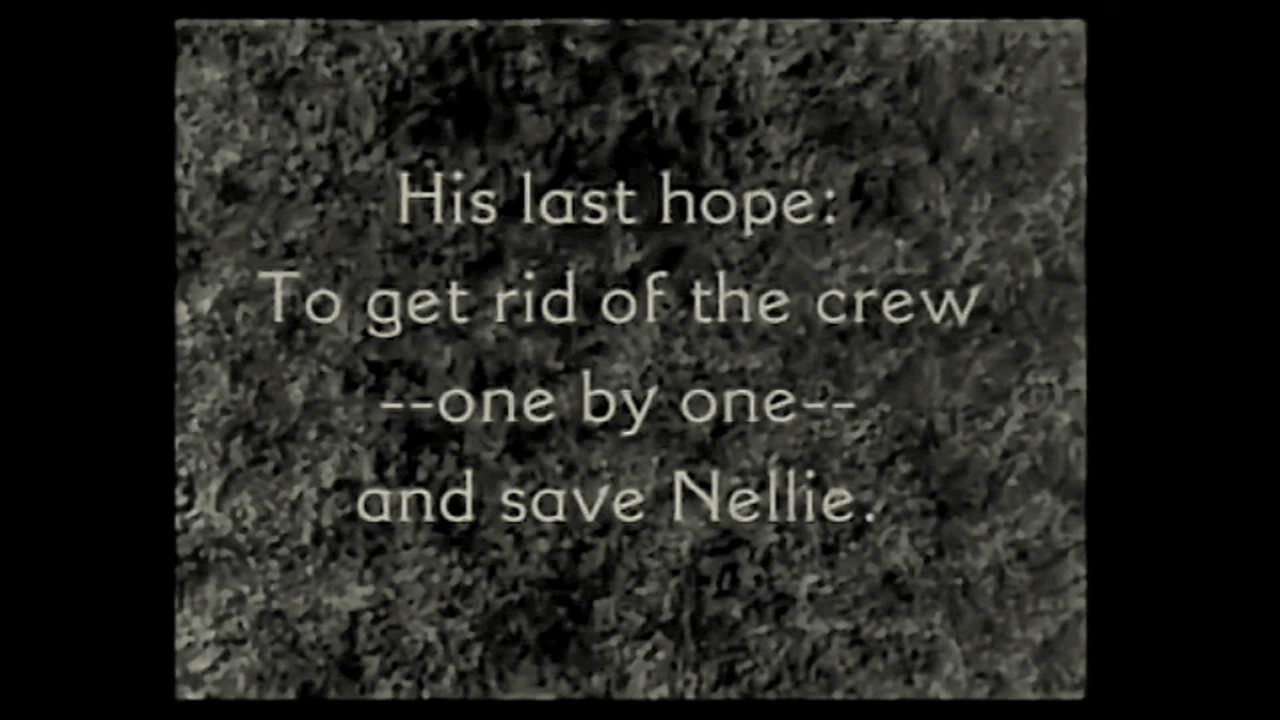 His last hope:
To get rid of the crew
--one by one--
and save Nellie.